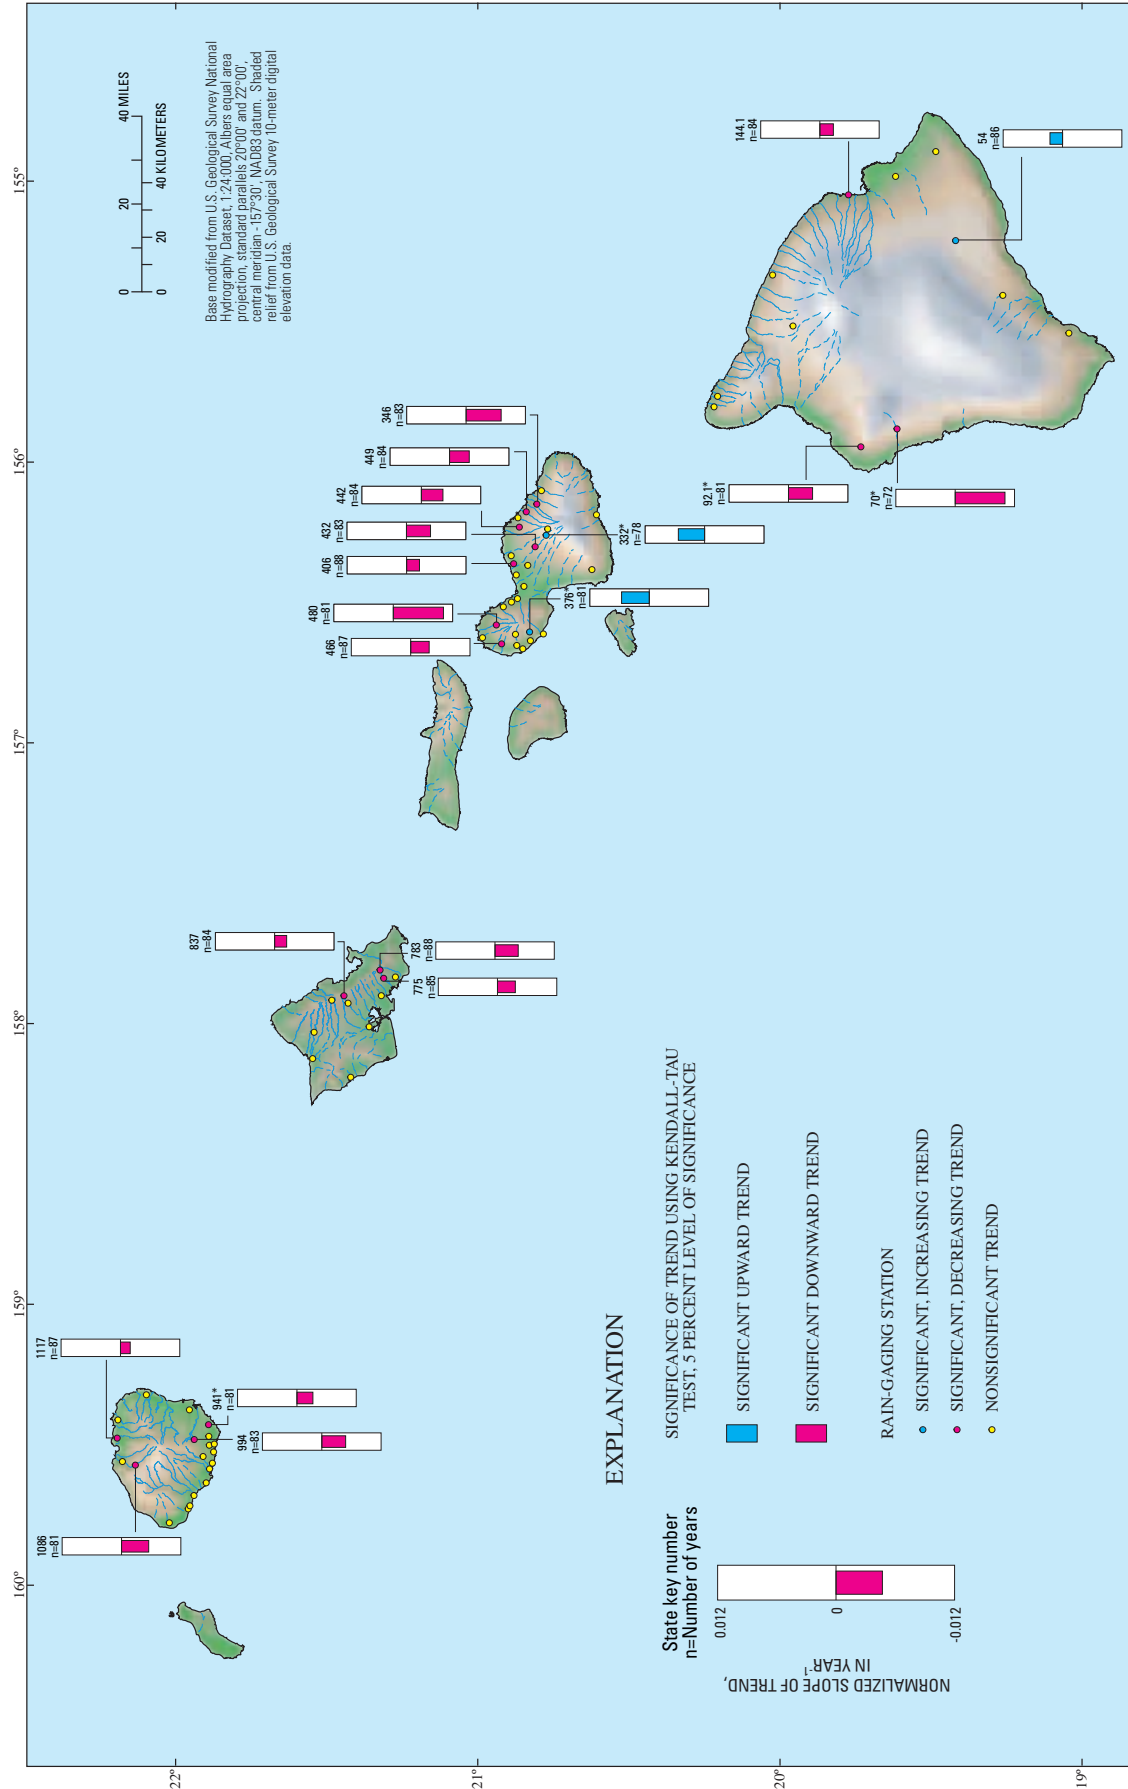 160°
159°
158°
157°
156°
155°
22°
21°
20°
19°
0 20 40 MILES
0 20 40 KILOMETERS
Base modified from U.S. Geological Survey National
Hydrography Dataset, 1:24:000, Albers equal area
projection, standard parallels 20°00' and 22°00',
central meridian -157°30', NAD83 datum. Shaded
relief from U.S. Geological Survey 10-meter digital
elevation data.
1086
n=81
1117
n=87
941*
n=81
994
n=83
837
n=84
783
n=88
775
n=85
466
n=87
480
n=81
406
n=88
432
n=83
442
n=84
449
n=84
346
n=83
376*
n=81
332*
n=78
92.1*
n=81
70*
n=72
144.1
n=84
54
n=86
EXPLANATION
State key number
n=Number of years
0.012
0
-0.012
NORMALIZED SLOPE OF TREND,
IN YEAR-1
SIGNIFICANCE OF TREND USING KENDALL-TAU
TEST, 5 PERCENT LEVEL OF SIGNIFICANCE
SIGNIFICANT UPWARD TREND
SIGNIFICANT DOWNWARD TREND
RAIN-GAGING STATION
SIGNIFICANT, INCREASING TREND
SIGNIFICANT, DECREASING TREND
NONSIGNIFICANT TREND